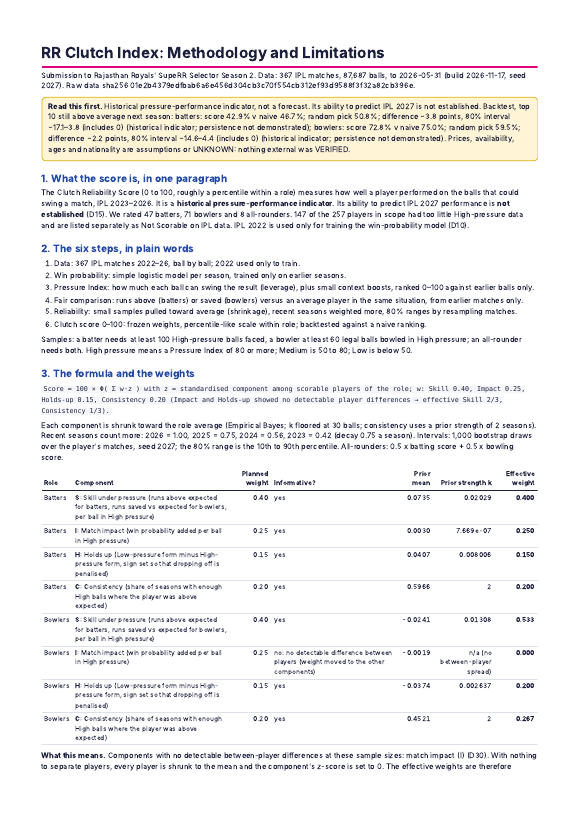 RR Clutch Index: Methodology and Limitations
Submission to Rajasthan Royals' SupeRR Selector Season 2. Data: 367 IPL matches, 87,687 balls, to 2026-05-31 (build 2026-11-17, seed
2027). Raw data sha256 01e2b4379edfbab6a6e456d304cb3c70f554cb312ef93d9588f3f32a82cb396e.
Read this first. Historical pressure-performance indicator, not a forecast. Its ability to predict IPL 2027 is not established. Backtest, top
10 still above average next season: batters: score 42.9% v naive 46.7%; random pick 50.8%; difference −3.8 points, 80% interval
−17.1–3.8 (includes 0) (historical indicator; persistence not demonstrated); bowlers: score 72.8% v naive 75.0%; random pick 59.5%;
difference −2.2 points, 80% interval −14.6–4.4 (includes 0) (historical indicator; persistence not demonstrated). Prices, availability,
ages and nationality are assumptions or UNKNOWN: nothing external was VERIFIED.
1. What the score is, in one paragraph
The Clutch Reliability Score (0 to 100, roughly a percentile within a role) measures how well a player performed on the balls that could
swing a match, IPL 2023–2026. It is a historical pressure-performance indicator. Its ability to predict IPL 2027 performance is not
established (D15). We rated 47 batters, 71 bowlers and 8 all-rounders. 147 of the 257 players in scope had too little High-pressure data
and are listed separately as Not Scorable on IPL data. IPL 2022 is used only for training the win-probability model (D10).
2. The six steps, in plain words
1. Data: 367 IPL matches 2022–26, ball by ball; 2022 used only to train.
2. Win probability: simple logistic model per season, trained only on earlier seasons.
3. Pressure Index: how much each ball can swing the result (leverage), plus small context boosts, ranked 0–100 against earlier balls only.
4. Fair comparison: runs above (batters) or saved (bowlers) versus an average player in the same situation, from earlier matches only.
5. Reliability: small samples pulled toward average (shrinkage), recent seasons weighted more, 80% ranges by resampling matches.
6. Clutch score 0–100: frozen weights, percentile-like scale within role; backtested against a naive ranking.
Samples: a batter needs at least 100 High-pressure balls faced, a bowler at least 60 legal balls bowled in High pressure; an all-rounder
needs both. High pressure means a Pressure Index of 80 or more; Medium is 50 to 80; Low is below 50.
3. The formula and the weights
Score = 100 × Φ( Σ w·z ) with z = standardised component among scorable players of the role; w: Skill 0.40, Impact 0.25,
Holds-up 0.15, Consistency 0.20 (Impact and Holds-up showed no detectable player differences → effective Skill 2/3,
Consistency 1/3).
Each component is shrunk toward the role average (Empirical Bayes; k floored at 30 balls; consistency uses a prior strength of 2 seasons).
Recent seasons count more: 2026 = 1.00, 2025 = 0.75, 2024 = 0.56, 2023 = 0.42 (decay 0.75 a season). Intervals: 1,000 bootstrap draws
over the player's matches, seed 2027; the 80% range is the 10th to 90th percentile. All-rounders: 0.5 x batting score + 0.5 x bowling
score.
Role Component Planned weight Informative? Prior mean Prior strength k Effective weight
Batters S: Skill under pressure (runs above expected for batters, runs saved vs expected for bowlers, per ball in High pressure) 0.40 yes 0.0735 0.02029 0.400
Batters I: Match impact (win probability added per ball in High pressure) 0.25 yes 0.0030 7.669e-07 0.250
Batters H: Holds up (Low-pressure form minus High-pressure form, sign set so that dropping off is penalised) 0.15 yes 0.0407 0.008006 0.150
Batters C: Consistency (share of seasons with enough High balls where the player was above expected) 0.20 yes 0.5966 2 0.200
Bowlers S: Skill under pressure (runs above expected for batters, runs saved vs expected for bowlers, per ball in High pressure) 0.40 yes -0.0241 0.01308 0.533
Bowlers I: Match impact (win probability added per ball in High pressure) 0.25 no: no detectable difference between players (weight moved to the other components) -0.0019 n/a (no between-player spread) 0.000
Bowlers H: Holds up (Low-pressure form minus High-pressure form, sign set so that dropping off is penalised) 0.15 yes -0.0374 0.002637 0.200
Bowlers C: Consistency (share of seasons with enough High balls where the player was above expected) 0.20 yes 0.4521 2 0.267
What this means. Components with no detectable between-player differences at these sample sizes: match impact (I) (D30). With nothing
to separate players, every player is shrunk to the mean and the component's z-score is set to 0. The effective weights are therefore